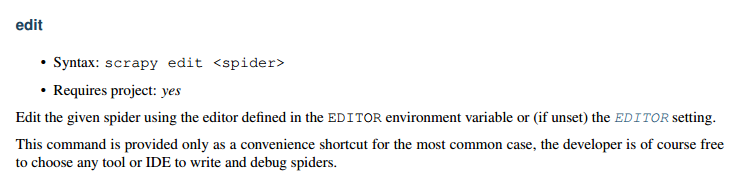 edit
• Syntax: scrapy edit <spider>
• Requires project: yes
Edit the given spider using the editor defined in the EDITOR environment variable or (if unset) the EDITOR setting.
This command is provided only as a convenience shortcut for the most common case, the developer is of course free
to choose any tool or IDE to write and debug spiders.